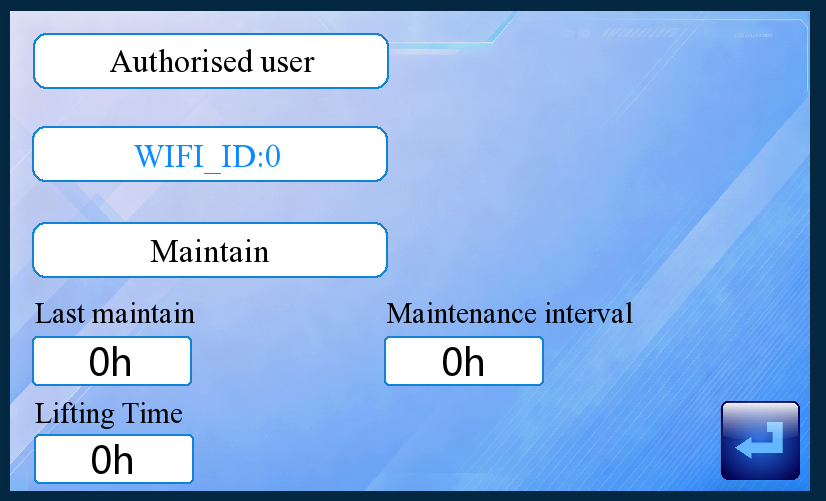 Authorised user
WIFI_ID:0
Maintain
Last maintain
Maintenance interval
0h
0h
Lifting Time
0h